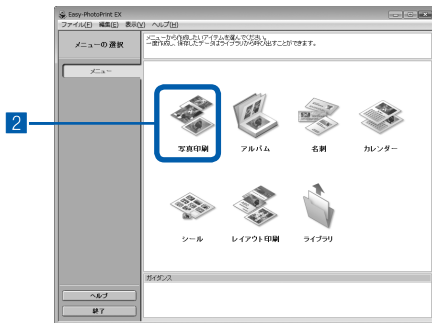 Easy-PhotoPrint EX
ファイル(F) 編集(E) 表示(V) ヘルプ(H)
メニューの選択
メニューから作成したいアイテムを選んでください。
一度作成し、保存したデータはライブラリから呼び出すことができます。
メニュー
2
写真印刷 アルバム 名刺 カレンダー
シール レイアウト印刷 ライブラリ
ガイダンス
ヘルプ
終了